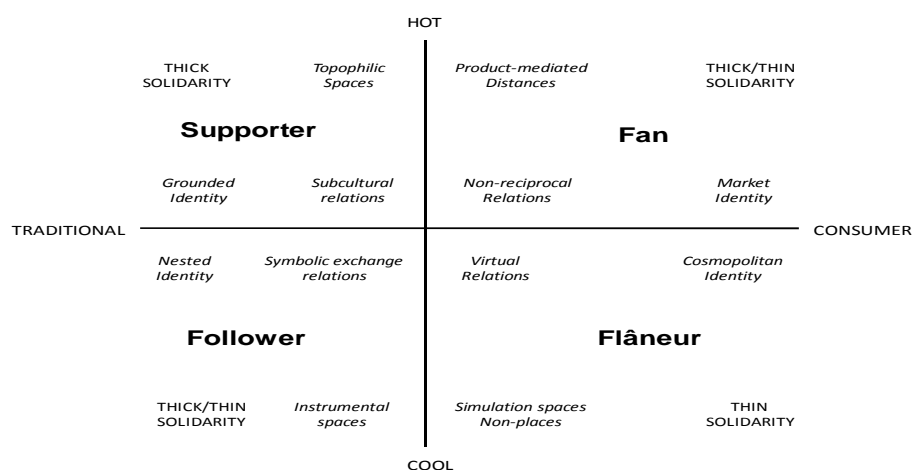 HOT
THICK
SOLIDARITY
Topophilic
Spaces
Product-mediated
Distances
THICK/THIN
SOLIDARITY
Supporter
Fan
Grounded
Identity
Subcultural
relations
Non-reciprocal
Relations
Market
Identity
TRADITIONAL
CONSUMER
Nested
Identity
Symbolic exchange
relations
Virtual
Relations
Cosmopolitan
Identity
Follower
Flâneur
THICK/THIN
SOLIDARITY
Instrumental
spaces
Simulation spaces
Non-places
THIN
SOLIDARITY
COOL